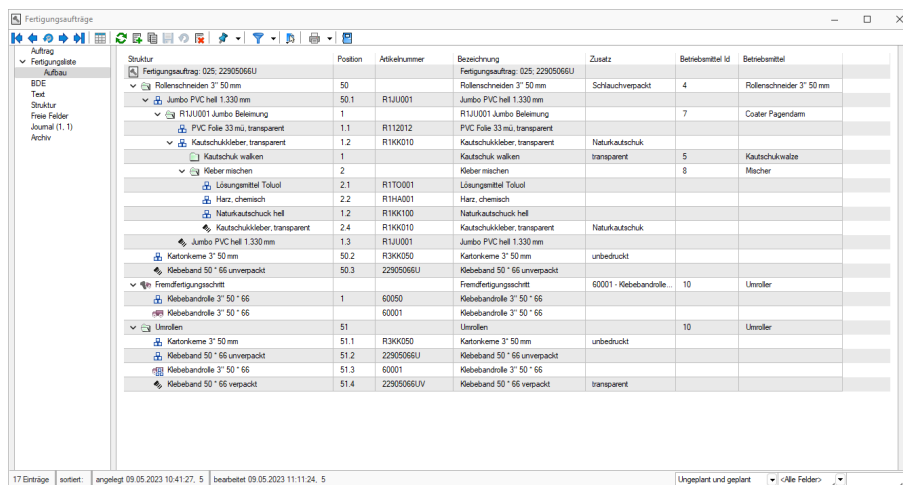 Fertigungsaufträge
Auftrag
Fertigungsliste
Aufbau
BDE
Text
Struktur
Freie Felder
Journal (1, 1)
Archiv
Struktur Position Artikelnummer Bezeichnung Zusatz Betriebsmittel Id Betriebsmittel
Fertigungsauftrag: 025; 22905066U Fertigungsauftrag: 025; 22905066U
Rollenschneiden 3" 50 mm 50 Rollenschneiden 3" 50 mm Schlauchverpackt 4 Rollenschneider 3" 50 mm
Jumbo PVC hell 1.330 mm 50.1 R1JU001 Jumbo PVC hell 1.330 mm
R1JU001 Jumbo Beleimung 1 R1JU001 Jumbo Beleimung 7 Coater Pagendarm
PVC Folie 33 mü, transparent 1.1 R112012 PVC Folie 33 mü, transparent
Kautschukkleber, transparent 1.2 R1KK010 Kautschukkleber, transparent Naturkautschuk
Kautschuk walken 1 Kautschuk walken transparent 5 Kautschukwalze
Kleber mischen 2 Kleber mischen 8 Mischer
Lösungsmittel Toluol 2.1 R1TO001 Lösungsmittel Toluol
Harz, chemisch 2.2 R1HA001 Harz, chemisch
Naturkautschuck hell 1.2 R1KK100 Naturkautschuck hell
Kautschukkleber, transparent 2.4 R1KK010 Kautschukkleber, transparent Naturkautschuk
Jumbo PVC hell 1.330 mm 1.3 R1JU001 Jumbo PVC hell 1.330 mm
Kartonkerne 3" 50 mm 50.2 R3KK050 Kartonkerne 3" 50 mm unbedruckt
Klebeband 50 * 66 unverpackt 50.3 22905066U Klebeband 50 * 66 unverpackt
Fremdfertigungsschritt Fremdfertigungsschritt 60001 - Klebebandrolle... 10 Umroller
Klebebandrolle 3" 50 * 66 1 60050 Klebebandrolle 3" 50 * 66
Klebebandrolle 3" 50 * 66 60001 Klebebandrolle 3" 50 * 66
Umrollen 51 Umrollen 10 Umroller
Kartonkerne 3" 50 mm 51.1 R3KK050 Kartonkerne 3" 50 mm unbedruckt
Klebeband 50 * 66 unverpackt 51.2 22905066U Klebeband 50 * 66 unverpackt
Klebebandrolle 3" 50 * 66 51.3 60001 Klebebandrolle 3" 50 * 66
Klebeband 50 * 66 verpackt 51.4 22905066UV Klebeband 50 * 66 verpackt transparent
17 Einträge sortiert: angelegt 09.05.2023 10:41:27, 5 bearbeitet 09.05.2023 11:11:24, 5 Ungeplant und geplant <Alle Felder>